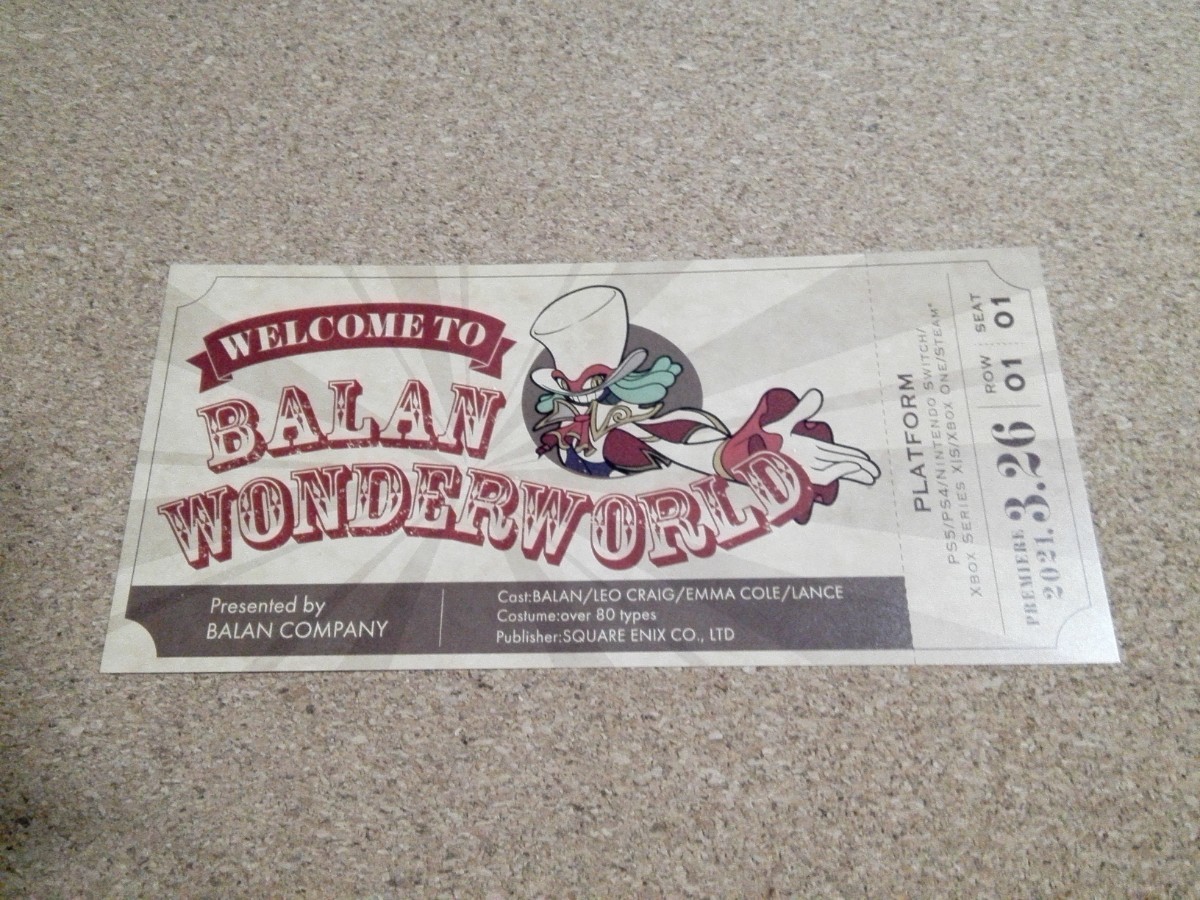 WELCOME TO
BALAN
WONDERWORLD
Presented by
BALAN COMPANY
Cast:BALAN/LEO CRAIG/EMMA COLE/LANCE
Costume:over 80 types
Publisher:SQUARE ENIX CO., LTD
PLATFORM
PS5/PS4/NINTENDO SWITCH/
XBOX SERIES X|S/XBOX ONE/STEAM®
PREMIERE 2021.3.26
ROW 01
SEAT 01